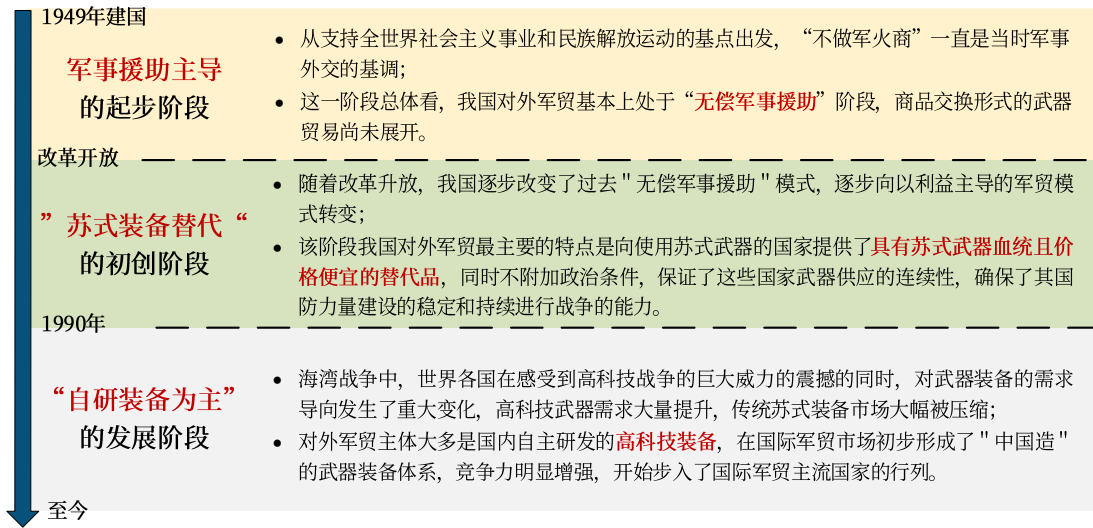 1949年建国
军事援助主导
的起步阶段
● 从支持全世界社会主义事业和民族解放运动的基点出发，“不做军火商”一直是当时军事
外交的基调；
● 这一阶段总体看，我国对外军贸基本上处于“无偿军事援助”阶段，商品交换形式的武器
贸易尚未展开。
改革开放
”苏式装备替代“
的初创阶段
● 随着改革升放，我国逐步改变了过去＂无偿军事援助＂模式，逐步向以利益主导的军贸模
式转变；
● 该阶段我国对外军贸最主要的特点是向使用苏式武器的国家提供了具有苏式武器血统且价
格便宜的替代品，同时不附加政治条件，保证了这些国家武器供应的连续性，确保了其国
防力量建设的稳定和持续进行战争的能力。
1990年
“自研装备为主”
的发展阶段
● 海湾战争中，世界各国在感受到高科技战争的巨大威力的震撼的同时，对武器装备的需求
导向发生了重大变化，高科技武器需求大量提升，传统苏式装备市场大幅被压缩；
● 对外军贸主体大多是国内自主研发的高科技装备，在国际军贸市场初步形成了＂中国造＂
的武器装备体系，竞争力明显增强，开始步入了国际军贸主流国家的行列。
至今